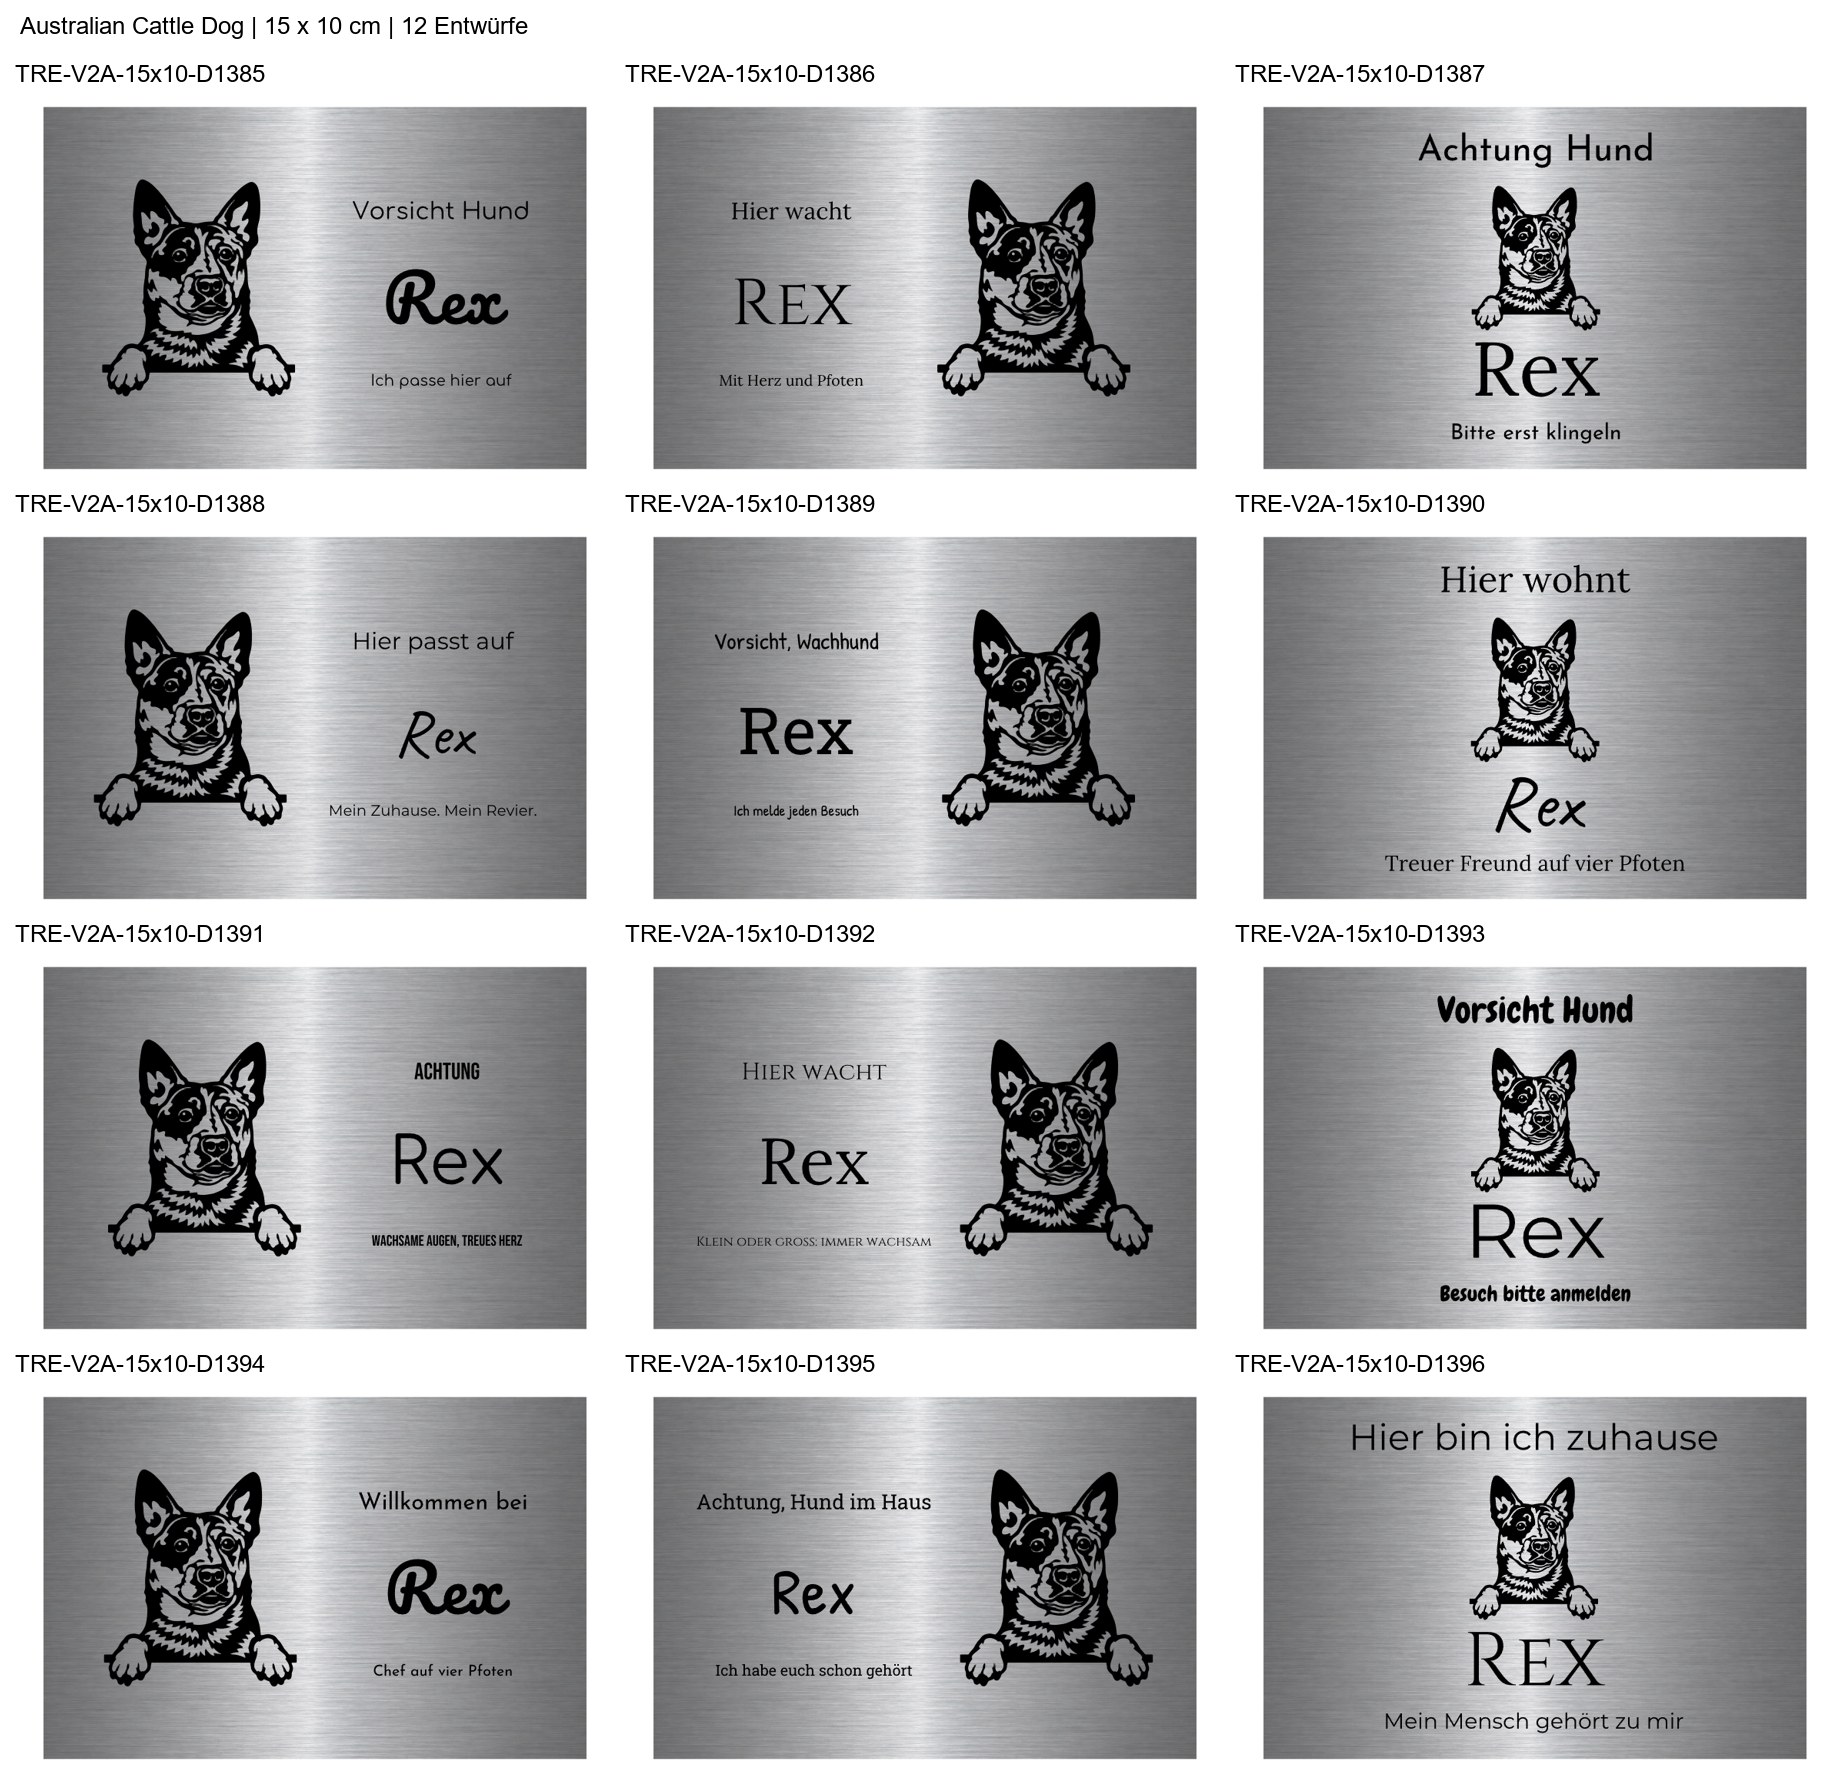 Australian Cattle Dog | 15 x 10 cm | 12 Entwürfe
TRE-V2A-15x10-D1385
Vorsicht Hund
Rex
Ich passe hier auf
TRE-V2A-15x10-D1386
Hier wacht
REX
Mit Herz und Pfoten
TRE-V2A-15x10-D1387
Achtung Hund
Rex
Bitte erst klingeln
TRE-V2A-15x10-D1388
Hier passt auf
Rex
Mein Zuhause. Mein Revier.
TRE-V2A-15x10-D1389
Vorsicht, Wachhund
Rex
Ich melde jeden Besuch
TRE-V2A-15x10-D1390
Hier wohnt
Rex
Treuer Freund auf vier Pfoten
TRE-V2A-15x10-D1391
ACHTUNG
Rex
WACHSAME AUGEN, TREUES HERZ
TRE-V2A-15x10-D1392
HIER WACHT
Rex
KLEIN ODER GROSS: IMMER WACHSAM
TRE-V2A-15x10-D1393
Vorsicht Hund
Rex
Besuch bitte anmelden
TRE-V2A-15x10-D1394
Willkommen bei
Rex
Chef auf vier Pfoten
TRE-V2A-15x10-D1395
Achtung, Hund im Haus
Rex
Ich habe euch schon gehört
TRE-V2A-15x10-D1396
Hier bin ich zuhause
REX
Mein Mensch gehört zu mir